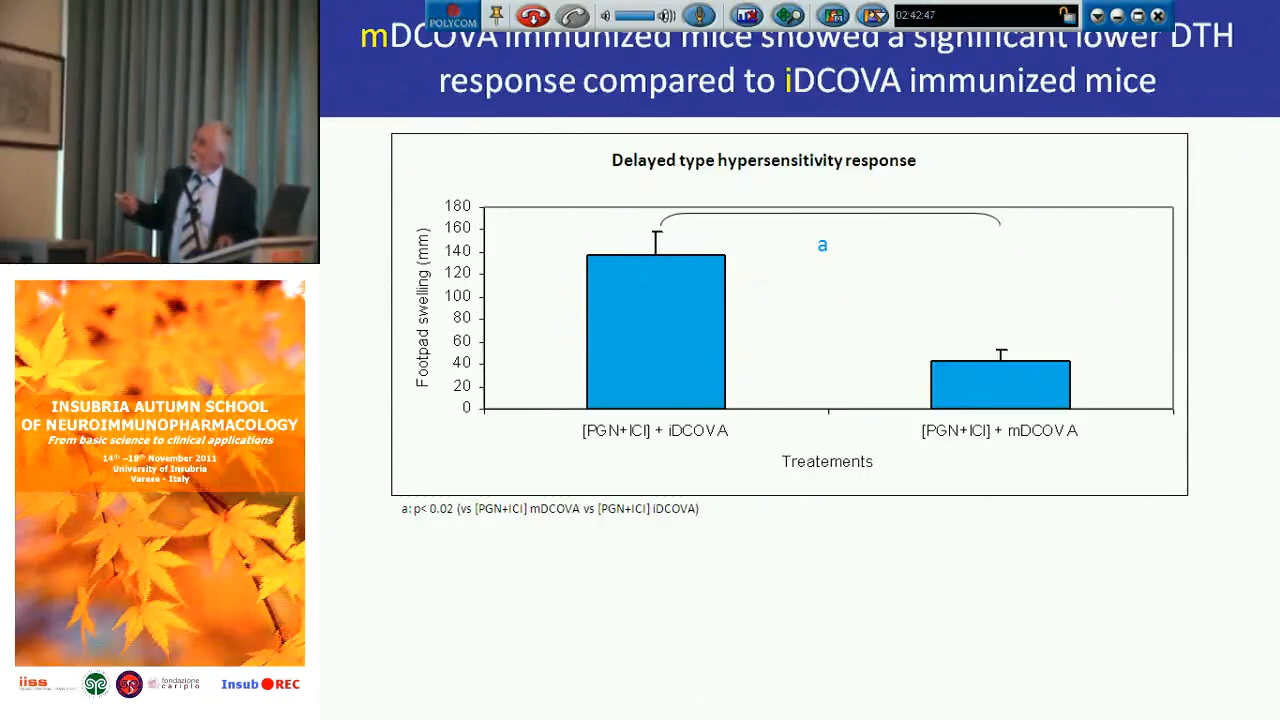 POLYCOM
02:42:47
mDCOVA immunized mice showed a significant lower DTH
response compared to iDCOVA immunized mice
Delayed type hypersensitivity response
180
160
140
120
100
80
60
40
20
0
Footpad swelling (mm)
a
[PGN+ICI] + iDCOVA
[PGN+ICI] + mDCOVA
Treatements
a: p< 0.02 (vs [PGN+ICI] mDCOVA vs [PGN+ICI] iDCOVA)
INSUBRIA AUTUMN SCHOOL
OF NEUROIMMUNOPHARMACOLOGY
From basic science to clinical applications
14th –18th November 2011
University of Insubria
Varese - Italy
iiss
fondazione
cariplo
Insub REC